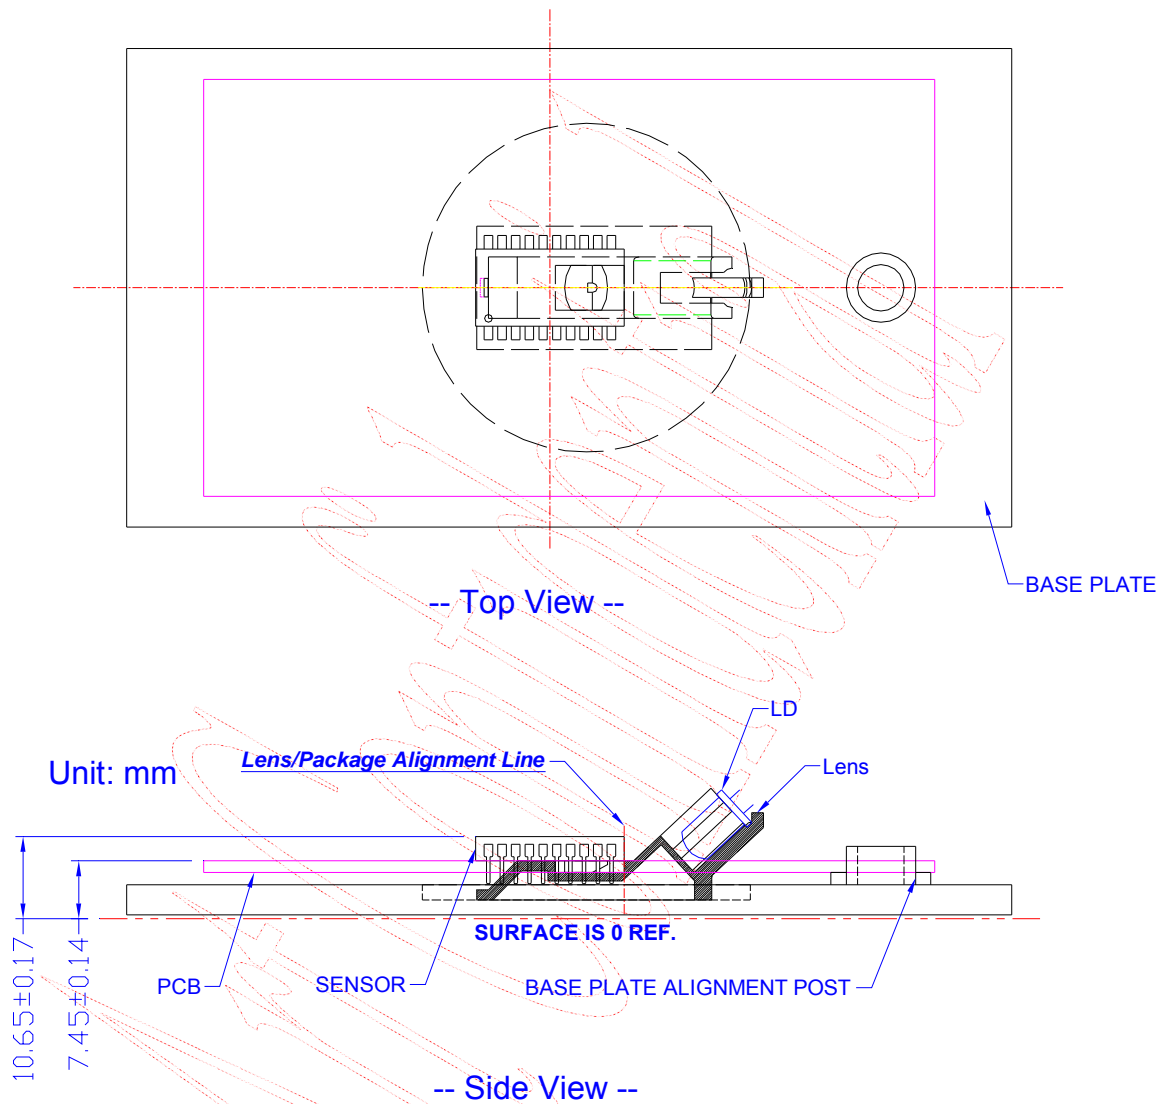 BASE PLATE
-- Top View --
LD
Unit: mm
Lens/Package Alignment Line
Lens
10.65±0.17
7.45±0.14
SURFACE IS 0 REF.
PCB
SENSOR
BASE PLATE ALIGNMENT POST
-- Side View --